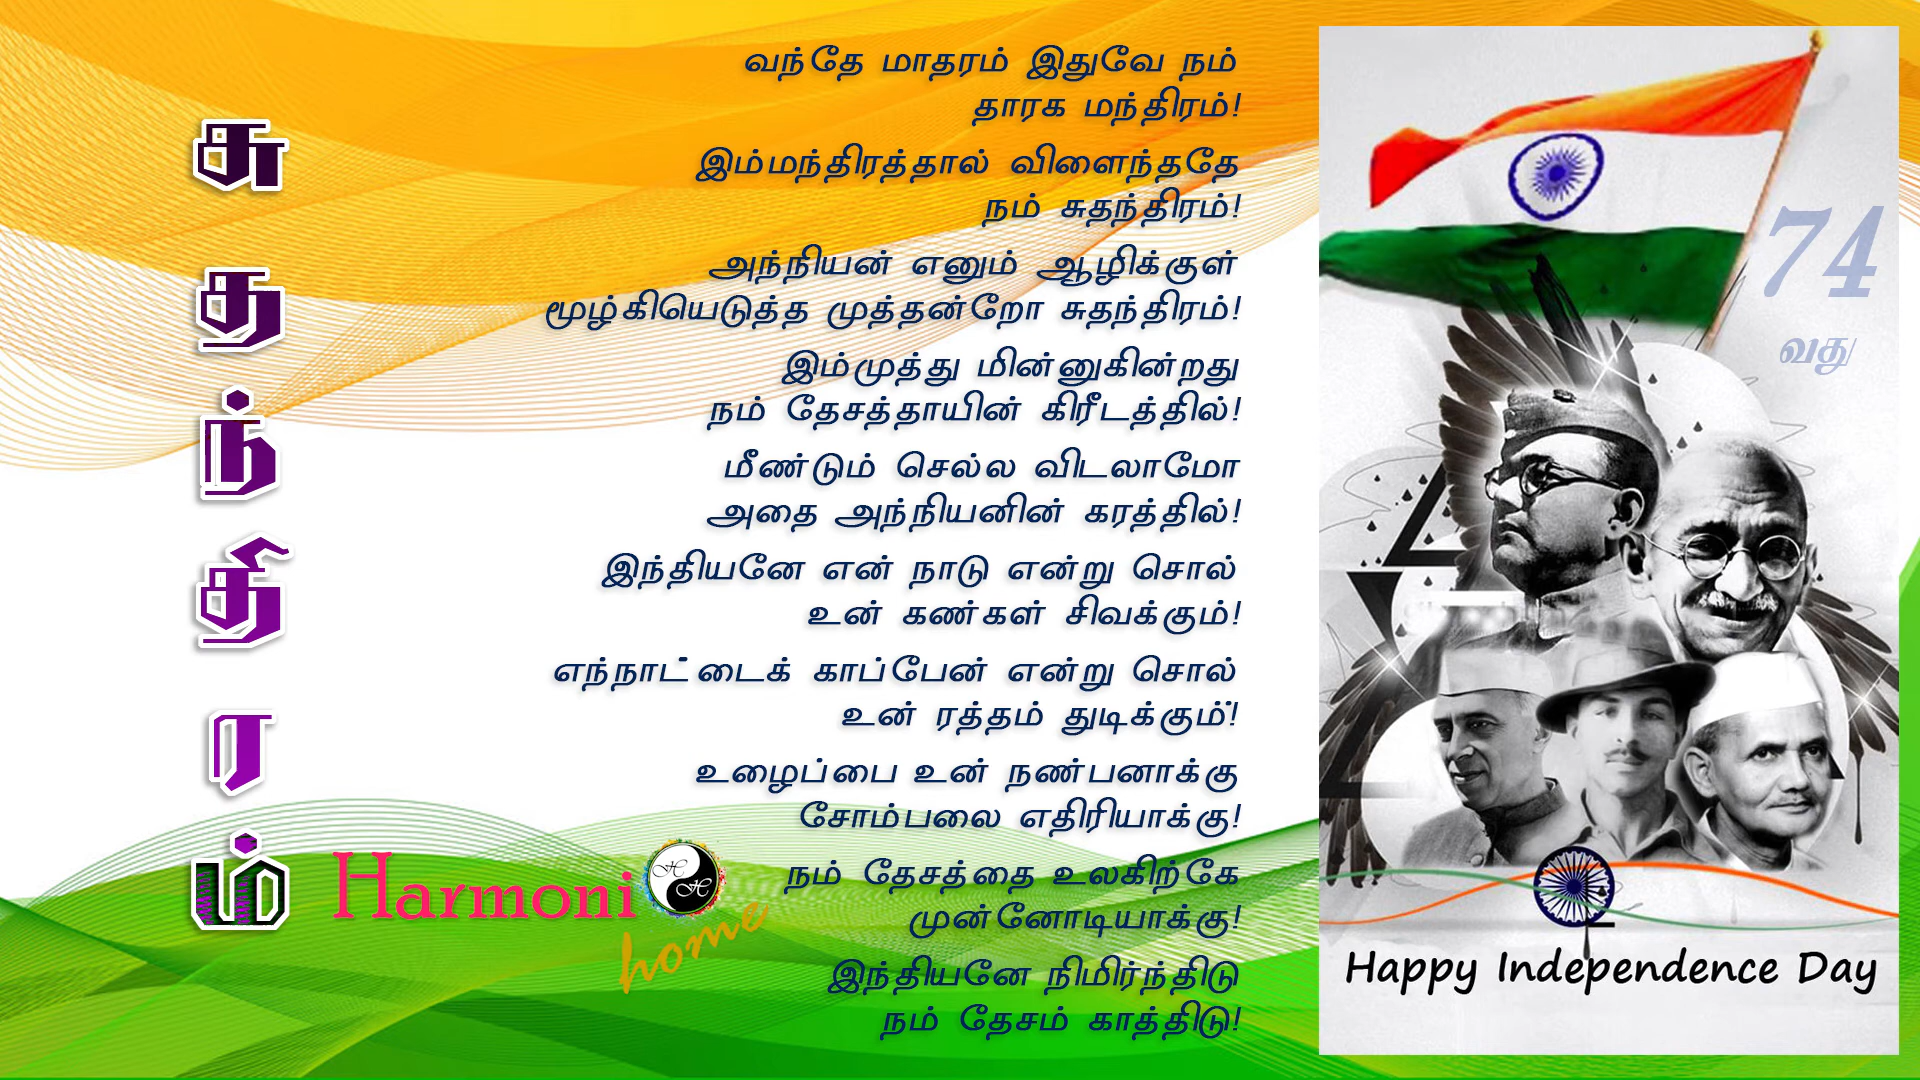 சுதந்திரம்
வந்தே மாதரம் இதுவே நம்
தாரக மந்திரம்!
இம்மந்திரத்தால் விளைந்ததே
நம் சுதந்திரம்!
அந்நியன் எனும் ஆழிக்குள்
மூழ்கியெடுத்த முத்தன்றோ சுதந்திரம்!
இம்முத்து மின்னுகின்றது
நம் தேசத்தாயின் கிரீடத்தில்!
மீண்டும் செல்ல விடலாமோ
அதை அந்நியனின் கரத்தில்!
இந்தியனே என் நாடு என்று சொல்
உன் கண்கள் சிவக்கும்!
எந்நாட்டைக் காப்பேன் என்று சொல்
உன் ரத்தம் துடிக்கும்!
உழைப்பை உன் நண்பனாக்கு
சோம்பலை எதிரியாக்கு!
நம் தேசத்தை உலகிற்கே
முன்னோடியாக்கு!
இந்தியனே நிமிர்ந்திடு
நம் தேசம் காத்திடு!
Harmoni
H H
home
74
வது
Happy Independence Day